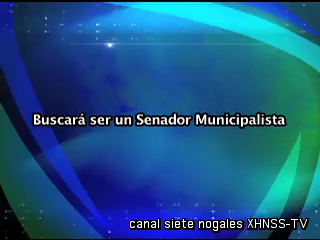 Buscará ser un Senador Municipalista
canal siete nogales XHNSS-TV